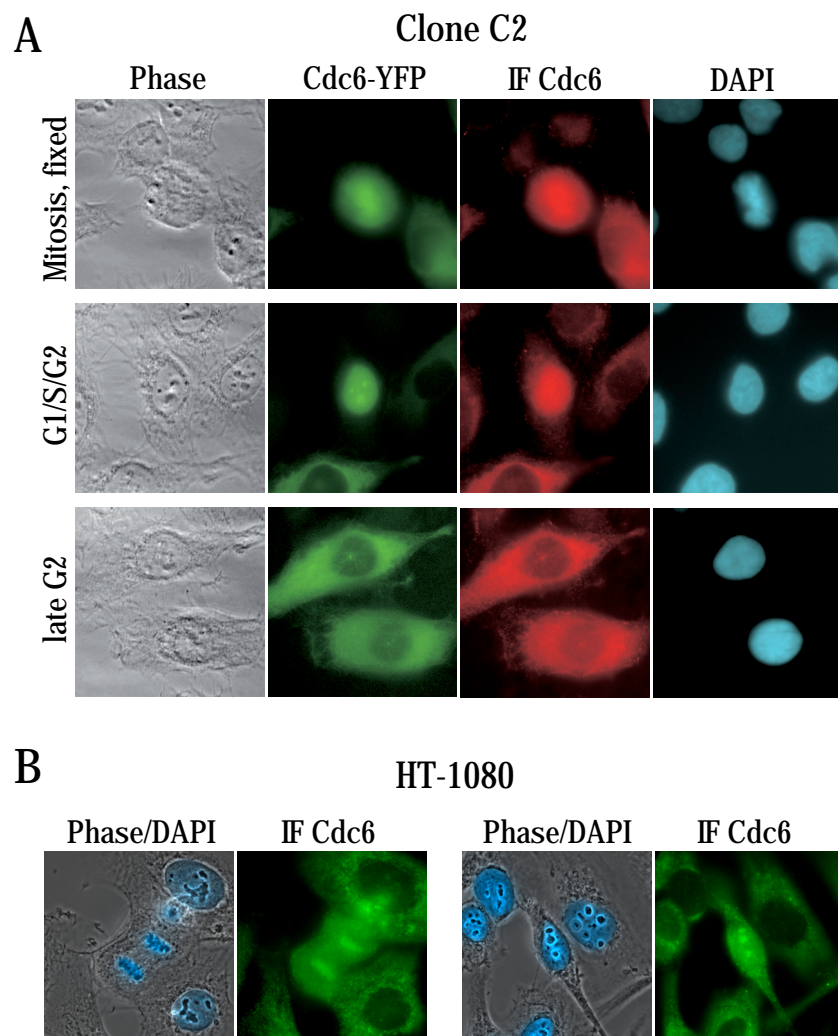 A
Clone C2
Phase Cdc6-YFP IF Cdc6 DAPI
Mitosis, fixed
G1/S/G2
late G2
B
HT-1080
Phase/DAPI IF Cdc6 Phase/DAPI IF Cdc6